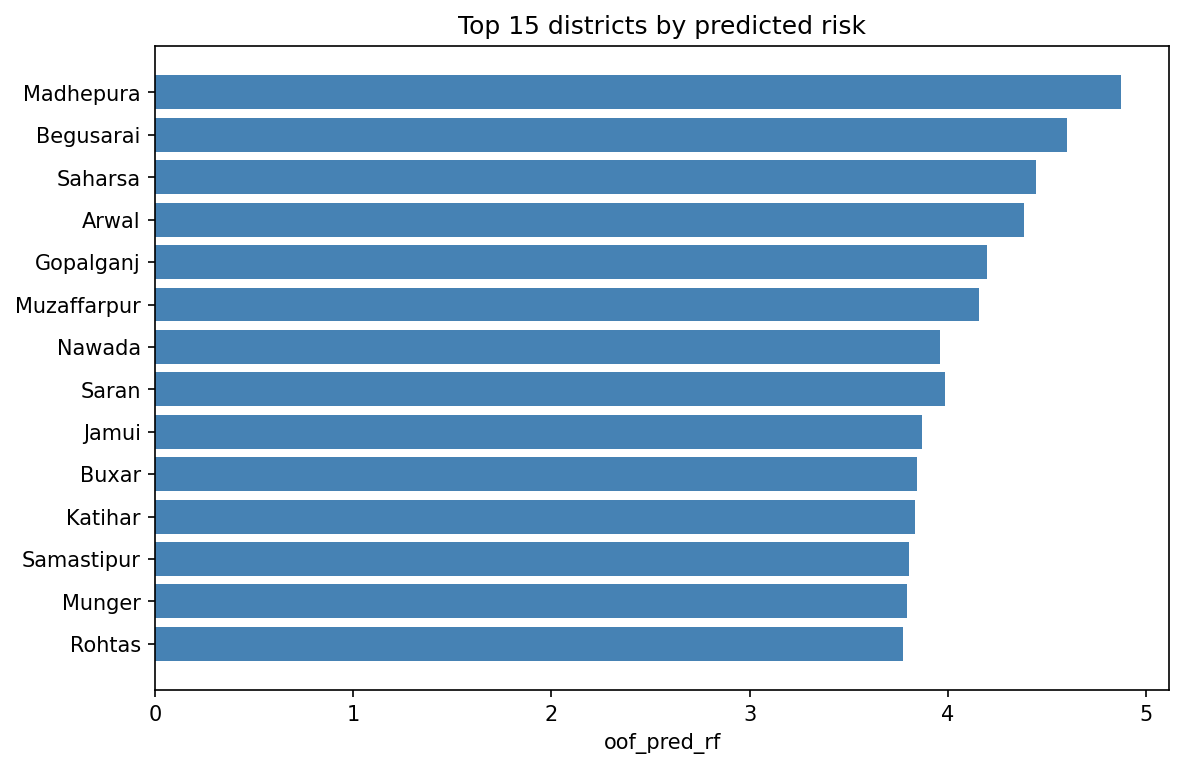 Top 15 districts by predicted risk
Madhepura
Begusarai
Saharsa
Arwal
Gopalganj
Muzaffarpur
Nawada
Saran
Jamui
Buxar
Katihar
Samastipur
Munger
Rohtas
0 1 2 3 4 5
oof_pred_rf